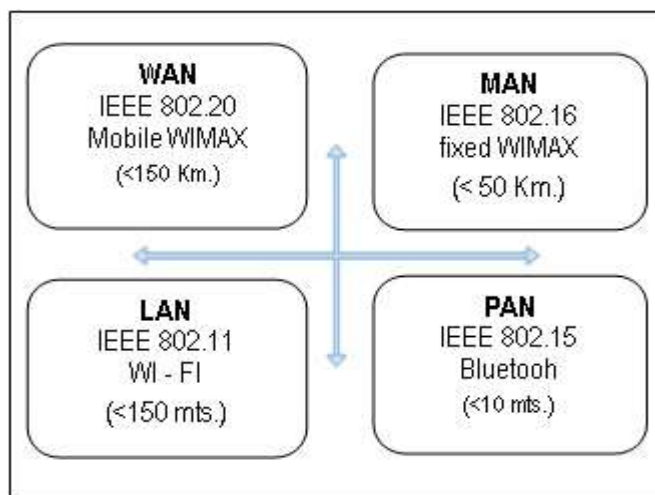 WAN
IEEE 802.20
Mobile WIMAX
(<150 Km.)
MAN
IEEE 802.16
fixed WIMAX
(< 50 Km.)
LAN
IEEE 802.11
WI - FI
(<150 mts.)
PAN
IEEE 802.15
Bluetooh
(<10 mts.)